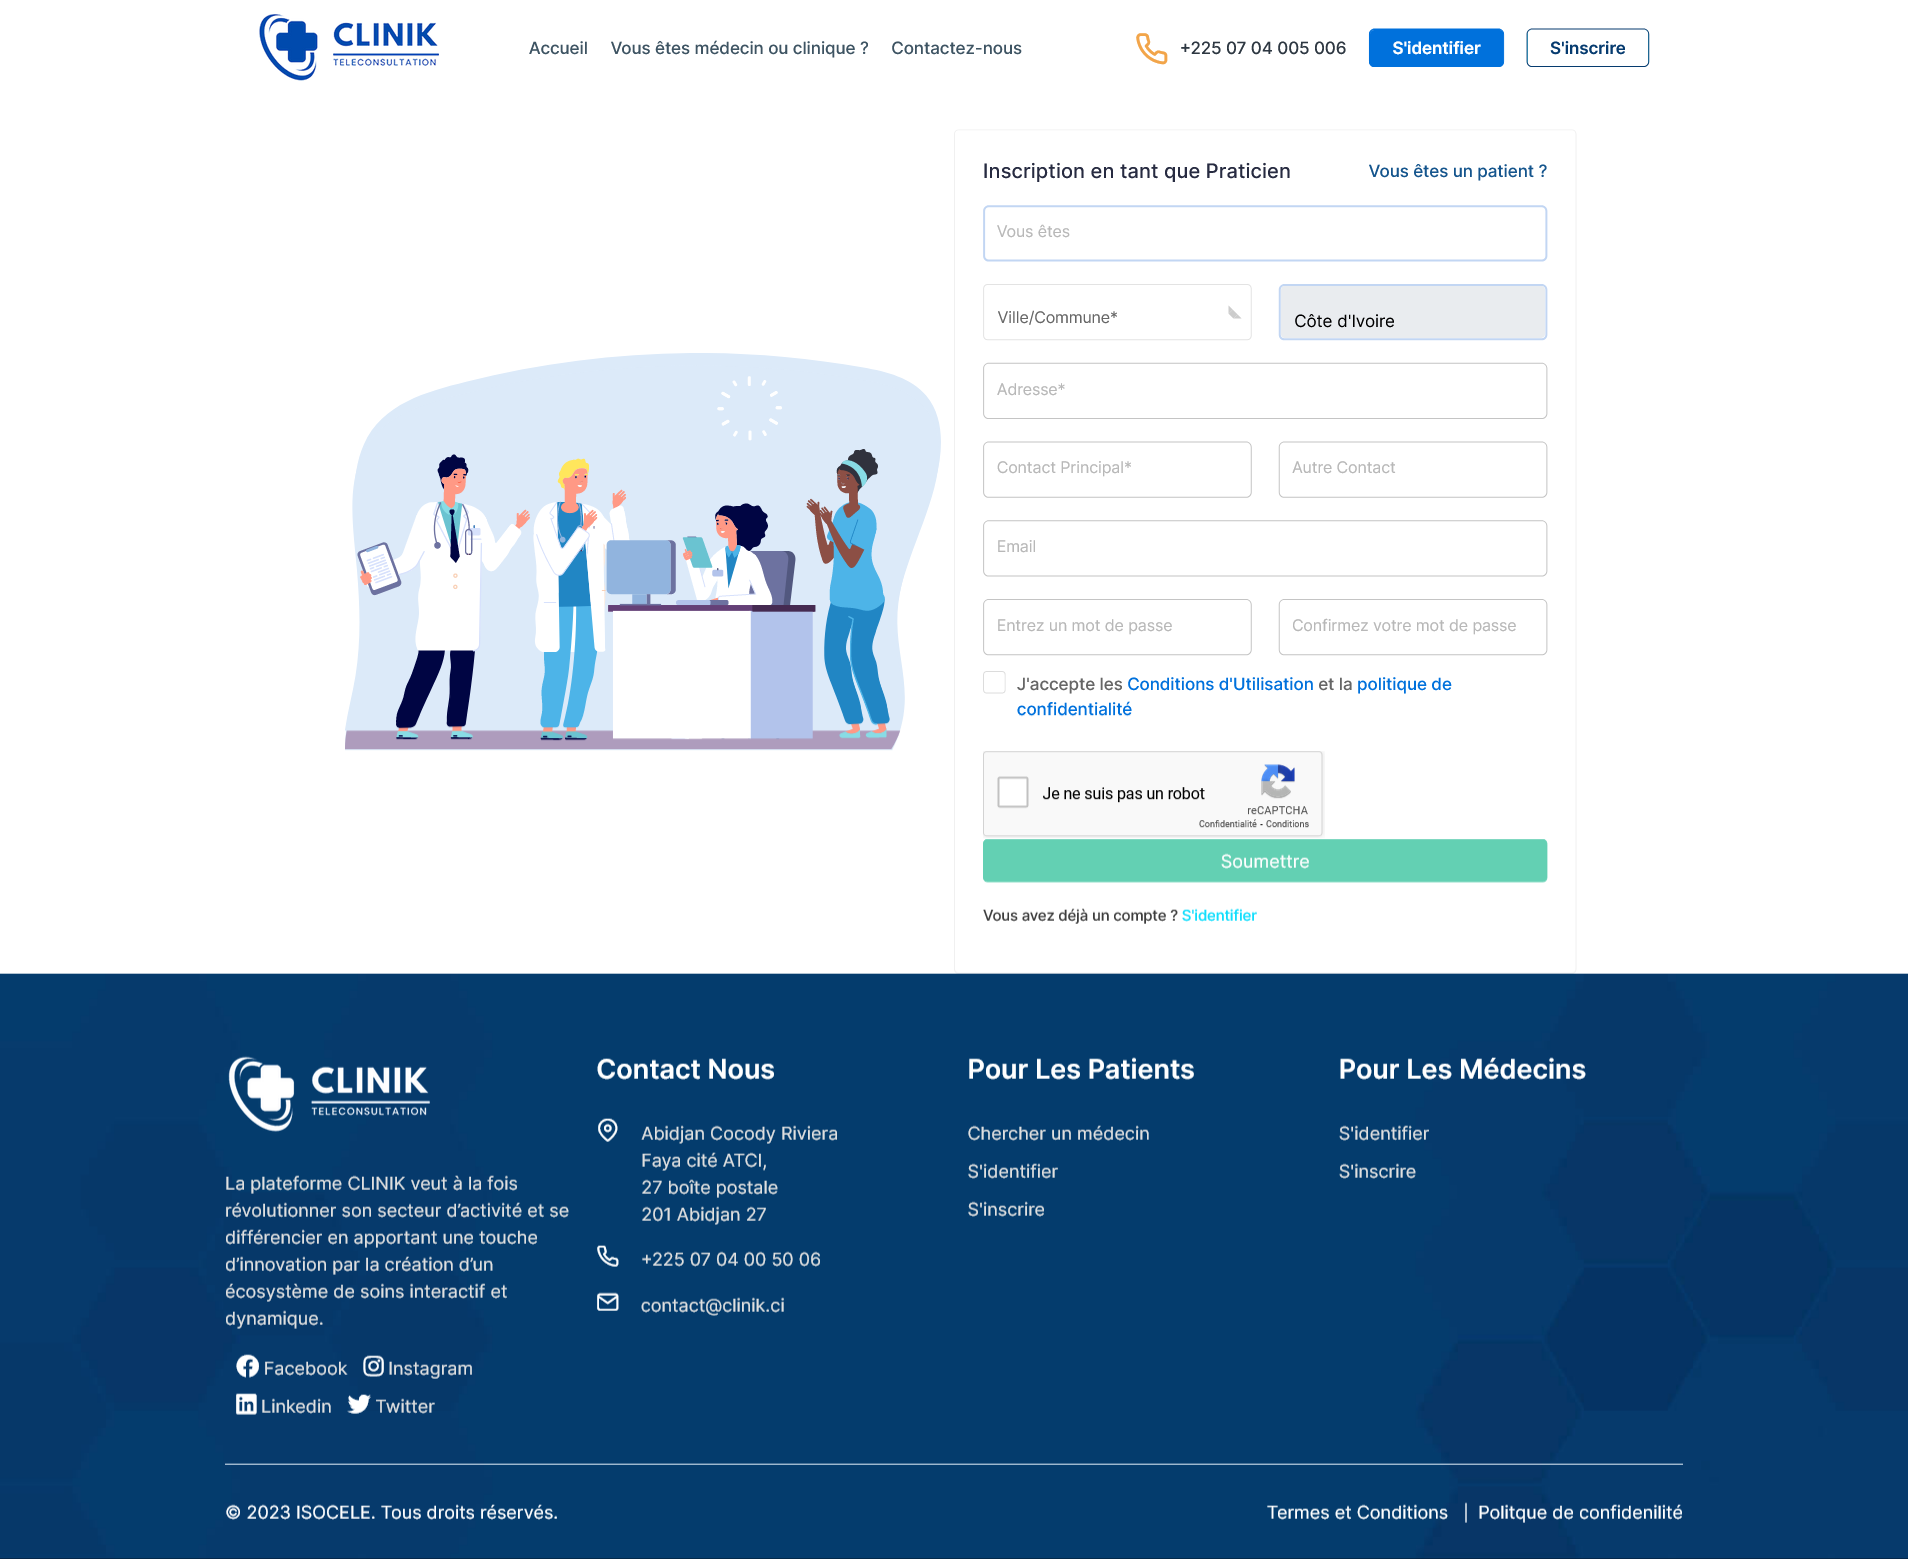 CLINIK
TELECONSULTATION
Accueil
Vous êtes médecin ou clinique ?
Contactez-nous
+225 07 04 005 006
S'identifier
S'inscrire
Inscription en tant que Praticien
Vous êtes un patient ?
Vous êtes
Ville/Commune*
Côte d'Ivoire
Adresse*
Contact Principal*
Autre Contact
Email
Entrez un mot de passe
Confirmez votre mot de passe
J'accepte les Conditions d'Utilisation et la politique de
confidentialité
Je ne suis pas un robot
reCAPTCHA
Confidentialité - Conditions
Soumettre
Vous avez déjà un compte ? S'identifier
CLINIK
TELECONSULTATION
La plateforme CLINIK veut à la fois
révolutionner son secteur d’activité et se
différencier en apportant une touche
d’innovation par la création d’un
écosystème de soins interactif et
dynamique.
Facebook Instagram
Linkedin Twitter
Contact Nous
Abidjan Cocody Riviera
Faya cité ATCI,
27 boîte postale
201 Abidjan 27
+225 07 04 00 50 06
contact@clinik.ci
Pour Les Patients
Chercher un médecin
S'identifier
S'inscrire
Pour Les Médecins
S'identifier
S'inscrire
© 2023 ISOCELE. Tous droits réservés.
Termes et Conditions | Politque de confidenilité